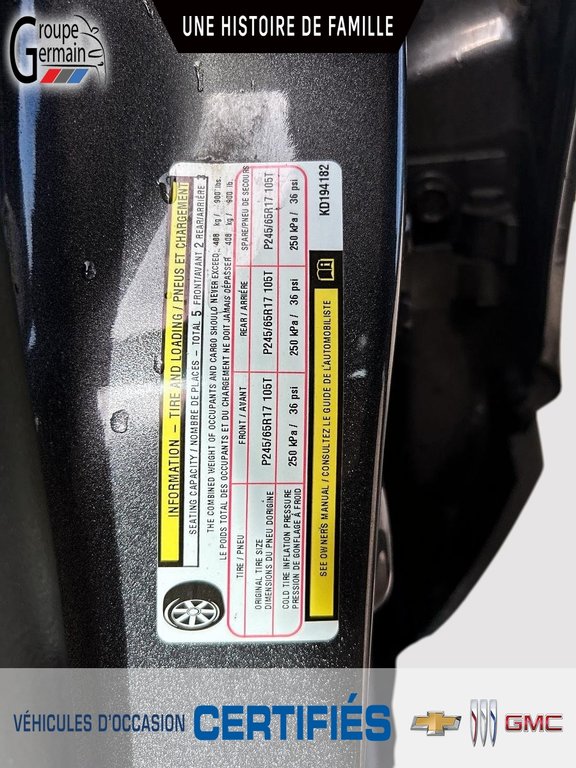 Groupe
Germain
UNE HISTOIRE DE FAMILLE
INFORMATION – TIRE AND LOADING / PNEUS ET CHARGEMENT
SEATING CAPACITY / NOMBRE DE PLACES – TOTAL 5 FRONT/AVANT 2 REAR/ARRIÈRE 3
THE COMBINED WEIGHT OF OCCUPANTS AND CARGO SHOULD NEVER EXCEED 408 kg / 900 lbs.
LE POIDS TOTAL DES OCCUPANTS ET DU CHARGEMENT NE DOIT JAMAIS DÉPASSER 408 kg / 900 lb
TIRE / PNEU FRONT / AVANT REAR / ARRIÈRE SPARE/PNEU DE SECOURS
ORIGINAL TIRE SIZE
DIMENSIONS DU PNEU DORIGINE P245/65R17 105T P245/65R17 105T P245/65R17 105T
COLD TIRE INFLATION PRESSURE
PRESSION DE GONFLAGE À FROID 250 kPa / 36 psi 250 kPa / 36 psi 250 kPa / 36 psi
SEE OWNER'S MANUAL / CONSULTEZ LE GUIDE DE L'AUTOMOBILISTE
KD194182
VÉHICULES D'OCCASION CERTIFIÉS GMC